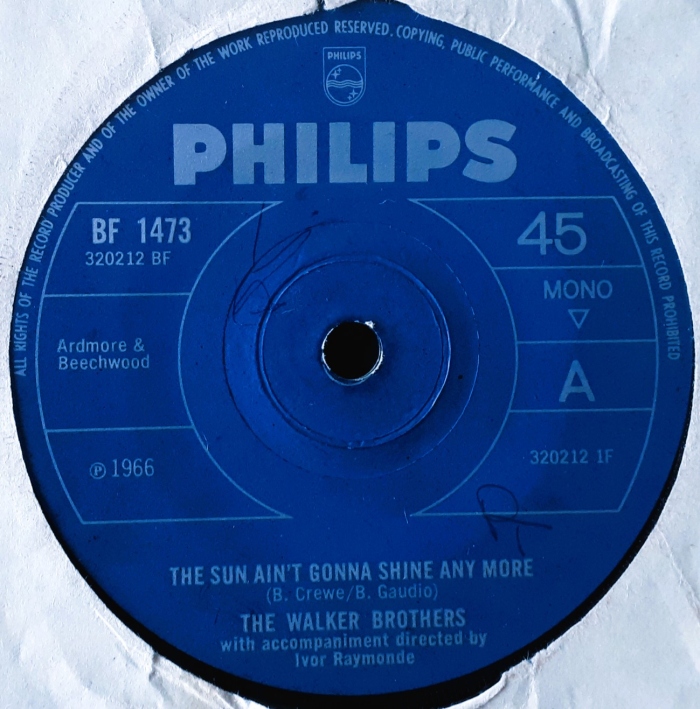 ALL RIGHTS OF THE RECORD PRODUCER AND OF THE OWNER OF THE WORK REPRODUCED RESERVED. COPYING, PUBLIC PERFORMANCE AND BROADCASTING OF THIS RECORD PROHIBITED
PHILIPS
PHILIPS
BF 1473
320212 BF
45
MONO
Ardmore &
Beechwood
A
℗ 1966
320212 1F
THE SUN AIN'T GONNA SHINE ANY MORE
(B. Crewe/B. Gaudio)
THE WALKER BROTHERS
with accompaniment directed by
Ivor Raymonde